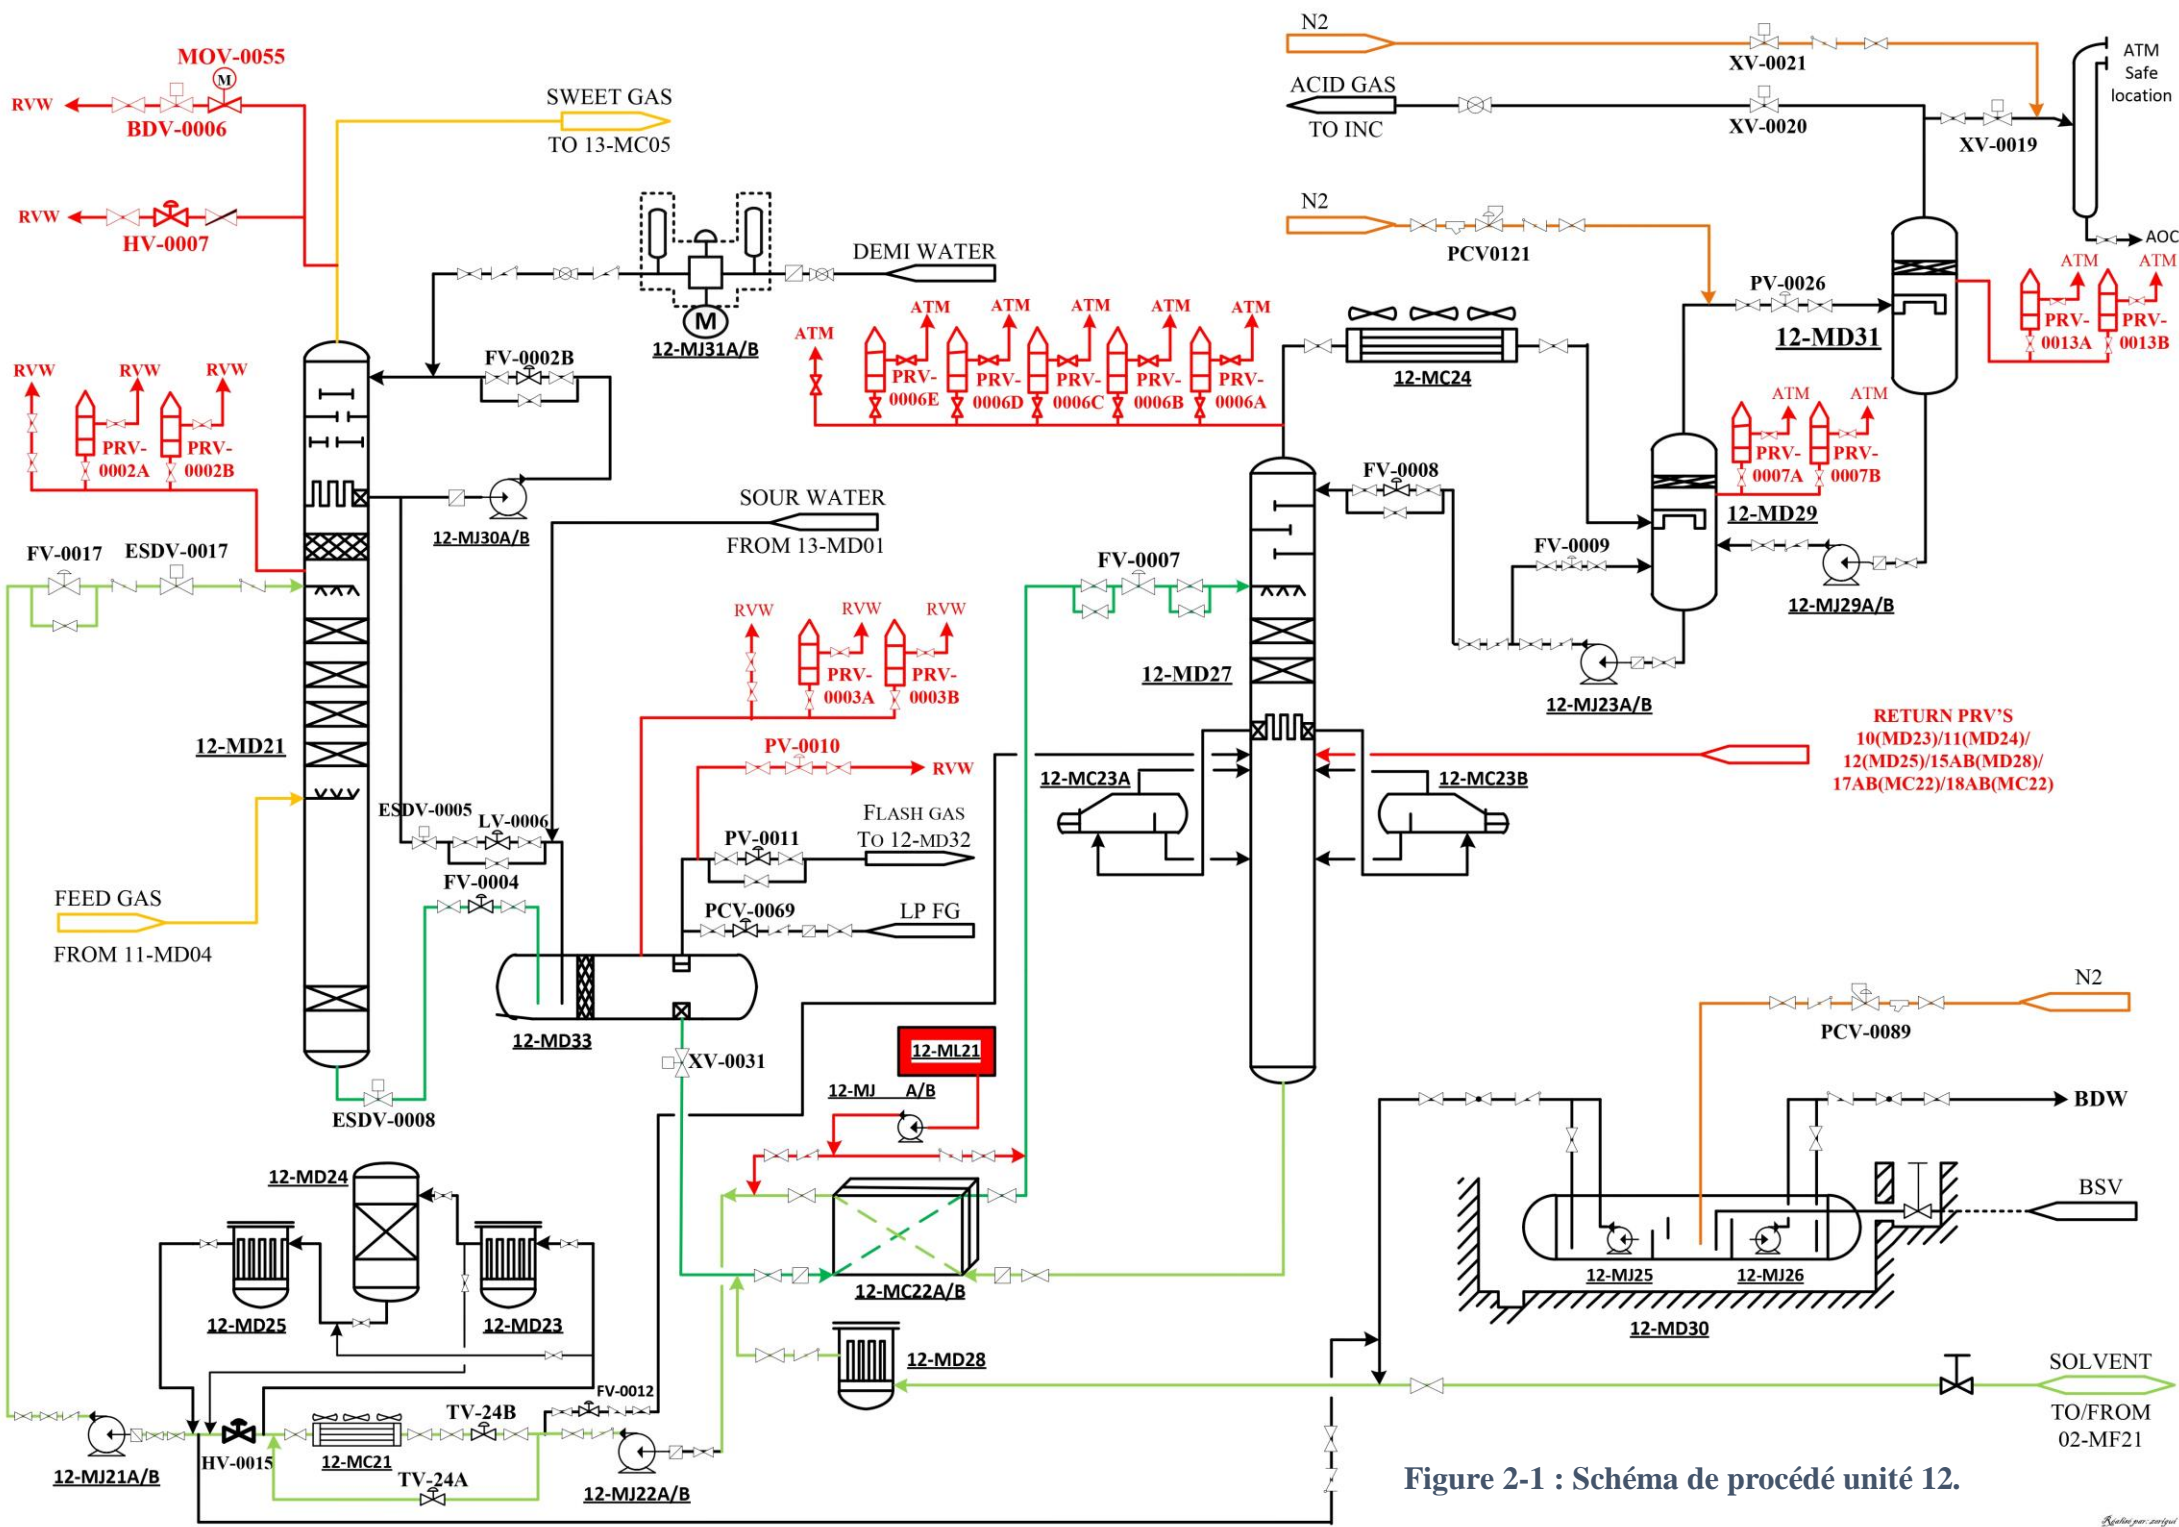 N2
MOV-0055
M
SWEET GAS
TO 13-MC05
ACID GAS
TO INC
XV-0021
XV-0020
XV-0019
ATM
Safe
location
RVW
BDV-0006
RVW
HV-0007
N2
PCV0121
DEMI WATER
M
12-MJ31A/B
AOC
ATM
ATM
PRV-
0013A
PRV-
0013B
PV-0026
12-MD31
FV-0002B
ATM
ATM
ATM
ATM
ATM
ATM
PRV-
0006E
PRV-
0006D
PRV-
0006C
PRV-
0006B
PRV-
0006A
12-MC24
RVW
RVW
RVW
PRV-
0002A
PRV-
0002B
ATM
ATM
PRV-
0007A
PRV-
0007B
12-MD29
FV-0008
12-MJ30A/B
SOUR WATER
FROM 13-MD01
FV-0009
FV-0017
ESDV-0017
FV-0007
12-MJ29A/B
RVW
RVW
RVW
PRV-
0003A
PRV-
0003B
12-MD27
12-MJ23A/B
12-MD21
PV-0010
RVW
RETURN PRV'S
10(MD23)/11(MD24)/
12(MD25)/15AB(MD28)/
17AB(MC22)/18AB(MC22)
12-MC23A
12-MC23B
ESDV-0005
LV-0006
PV-0011
FLASH GAS
TO 12-MD32
FV-0004
FEED GAS
FROM 11-MD04
PCV-0069
LP FG
12-MD33
XV-0031
12-ML21
12-MJ A/B
N2
PCV-0089
ESDV-0008
BDW
12-MD24
12-MD25
12-MD23
12-MC22A/B
BSV
12-MJ25
12-MJ26
12-MD30
12-MD28
SOLVENT
TO/FROM
02-MF21
FV-0012
TV-24B
12-MJ21A/B
HV-0015
12-MC21
TV-24A
12-MJ22A/B
Figure 2-1 : Schéma de procédé unité 12.